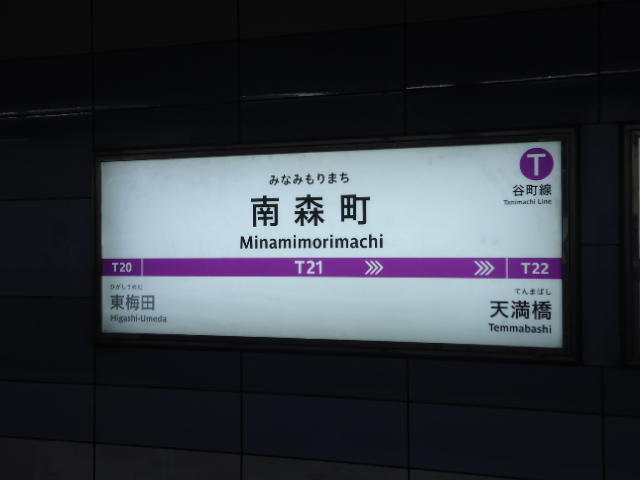 T
谷町線
Tanimachi Line
みなみもりまち
南森町
Minamimorimachi
T20 T21 T22
ひがしうめだ
東梅田
Higashi-Umeda
てんまばし
天満橋
Temmabashi